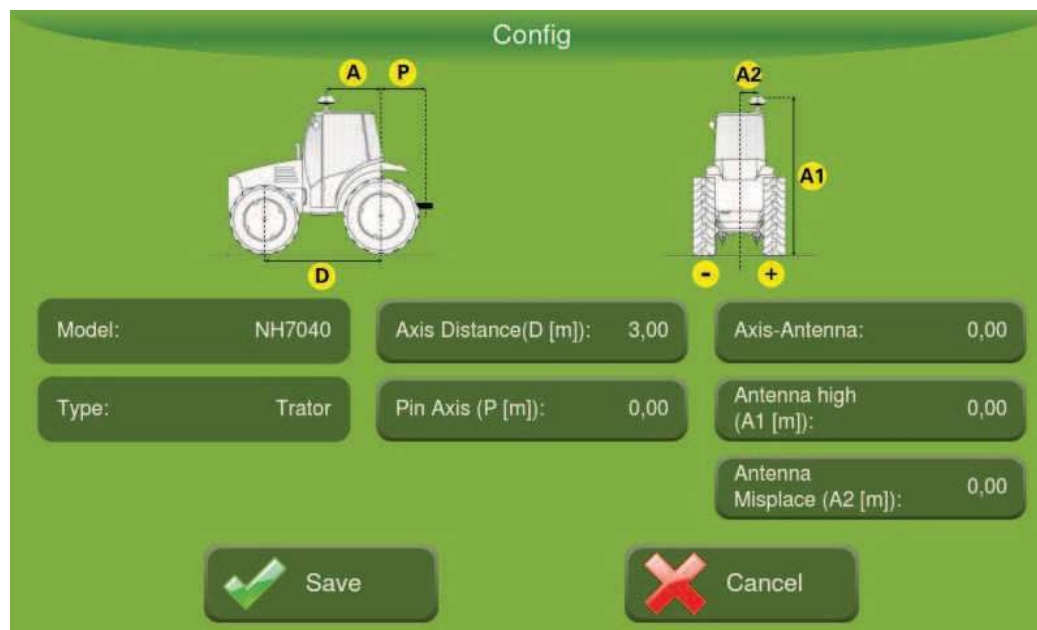 Config
A P
A2
A1
D
- +
Model: NH7040
Axis Distance(D [m]): 3,00
Axis-Antenna: 0,00
Type: Trator
Pin Axis (P [m]): 0,00
Antenna high
(A1 [m]): 0,00
Antenna
Misplace (A2 [m]): 0,00
Save
Cancel